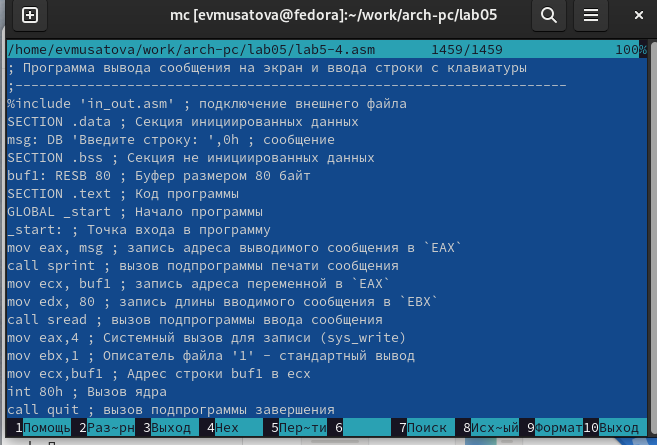 mc [evmusatova@fedora]:~/work/arch-pc/lab05
/home/evmusatova/work/arch-pc/lab05/lab5-4.asm 1459/1459 100%
; Программа вывода сообщения на экран и ввода строки с клавиатуры
;---------------------------------------------------------------------
%include 'in_out.asm' ; подключение внешнего файла
SECTION .data ; Секция инициированных данных
msg: DB 'Введите строку: ',0h ; сообщение
SECTION .bss ; Секция не инициированных данных
buf1: RESB 80 ; Буфер размером 80 байт
SECTION .text ; Код программы
GLOBAL _start ; Начало программы
_start: ; Точка входа в программу
mov eax, msg ; запись адреса выводимого сообщения в `EAX`
call sprint ; вызов подпрограммы печати сообщения
mov ecx, buf1 ; запись адреса переменной в `EAX`
mov edx, 80 ; запись длины вводимого сообщения в `EBX`
call sread ; вызов подпрограммы ввода сообщения
mov eax,4 ; Системный вызов для записи (sys_write)
mov ebx,1 ; Описатель файла '1' - стандартный вывод
mov ecx,buf1 ; Адрес строки buf1 в ecx
int 80h ; Вызов ядра
call quit ; вызов подпрограммы завершения
1Помощь 2Раз~рн 3Выход 4Hex 5Пер~ти 6 7Поиск 8Исх~ый 9Формат 10Выход